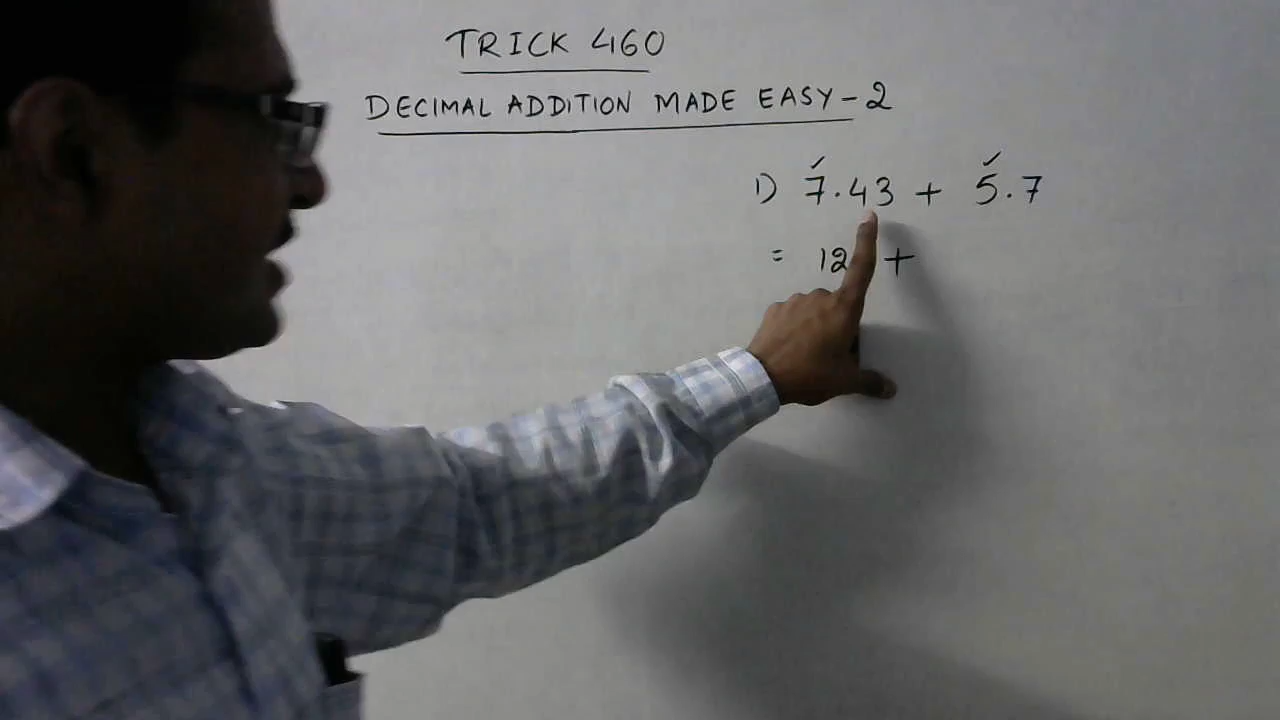 TRICK 460
DECIMAL ADDITION MADE EASY - 2
1) 7.43 + 5.7
= 12 +